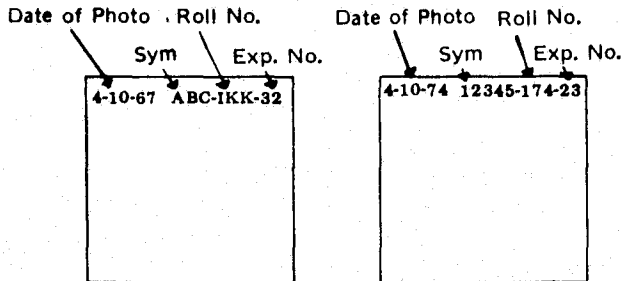 Date of Photo Roll No. Date of Photo Roll No.
Sym Exp. No. Sym Exp. No.
4-10-67 ABC-IKK-32 4-10-74 12345-174-23